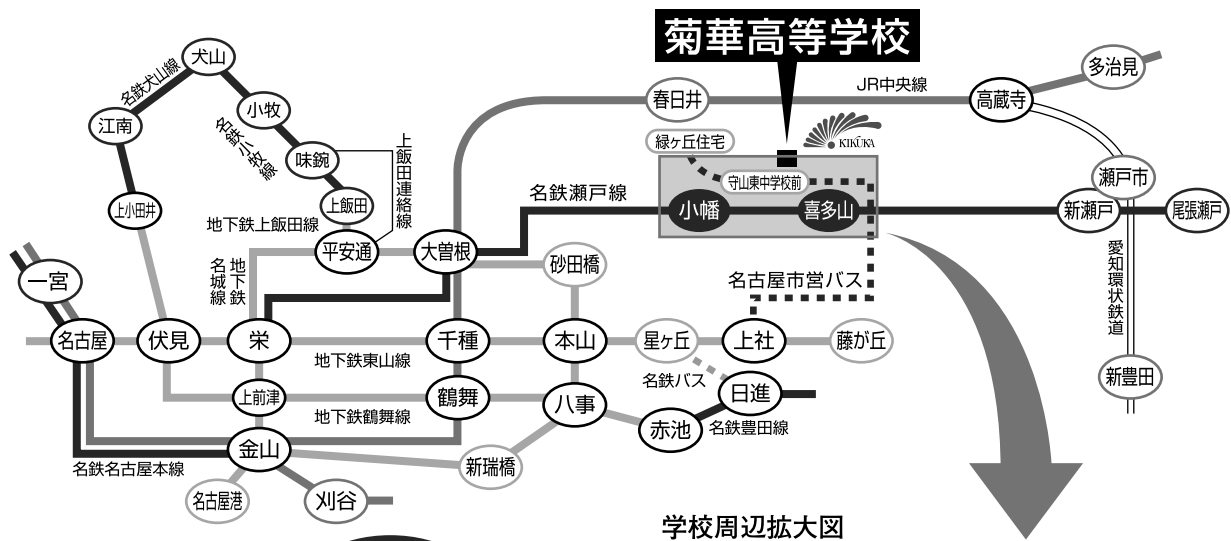 菊華高等学校
犬山
多治見
名鉄犬山線
JR中央線
春日井
高蔵寺
小牧
江南
名鉄小牧線
上飯田連絡線
緑ヶ丘住宅
KIKUKA
味鋺
守山東中学校前
瀬戸市
名鉄瀬戸線
上小田井
上飯田
小幡
喜多山
新瀬戸
尾張瀬戸
地下鉄上飯田線
平安通
大曽根
砂田橋
地下鉄
名城線
一宮
名古屋市営バス
愛知環状鉄道
名古屋
伏見
栄
千種
本山
星ヶ丘
上社
藤が丘
地下鉄東山線
名鉄バス
新豊田
上前津
鶴舞
八事
日進
地下鉄鶴舞線
赤池
名鉄豊田線
金山
名鉄名古屋本線
新瑞橋
名古屋港
刈谷
学校周辺拡大図